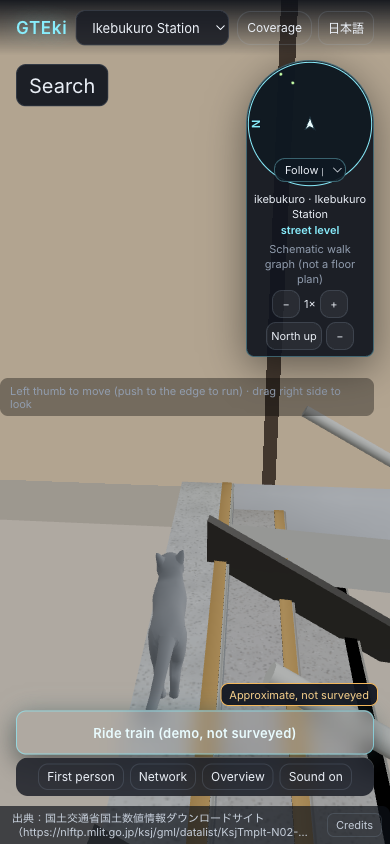 GTEki
Ikebukuro Station
Coverage
日本語
Search
N
Follow
ikebukuro · Ikebukuro
Station
street level
Schematic walk
graph (not a floor
plan)
− 1× +
North up −
Left thumb to move (push to the edge to run) · drag right side to
look
Approximate, not surveyed
Ride train (demo, not surveyed)
First person
Network
Overview
Sound on
出典：国土交通省国土数値情報ダウンロードサイト
（https://nlftp.mlit.go.jp/ksj/gml/datalist/KsjTmplt-N02-...
Credits